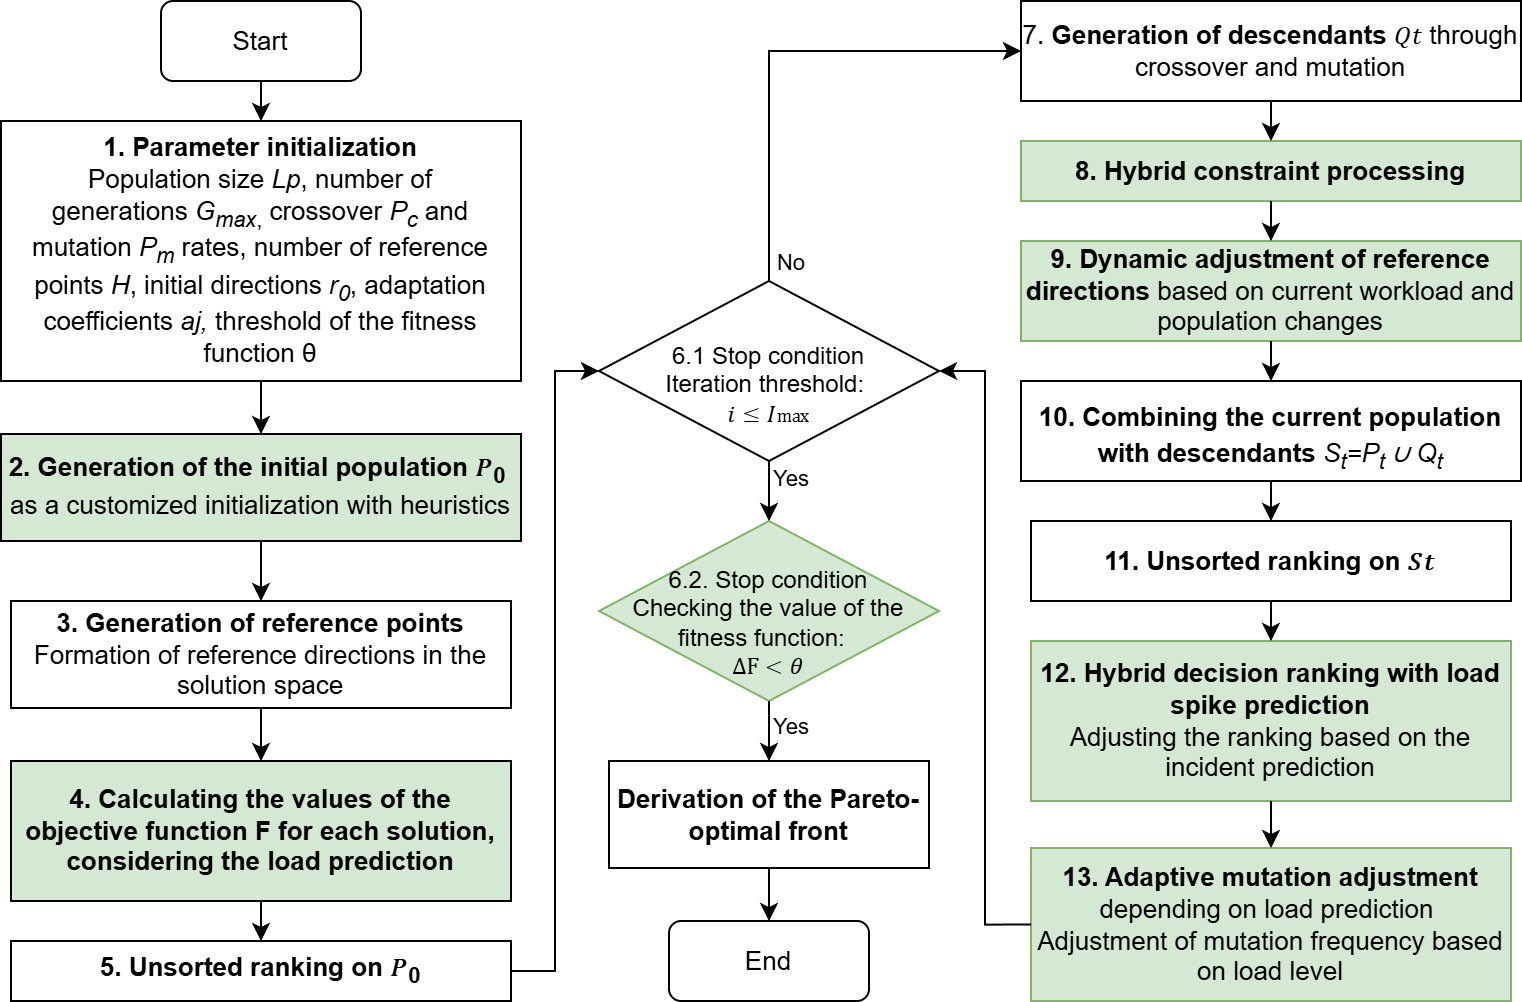 Start
1. Parameter initialization
Population size Lp, number of
generations Gmax, crossover Pc and
mutation Pm rates, number of reference
points H, initial directions r0, adaptation
coefficients aj, threshold of the fitness
function θ
2. Generation of the initial population P0
as a customized initialization with heuristics
3. Generation of reference points
Formation of reference directions in the
solution space
4. Calculating the values of the
objective function F for each solution,
considering the load prediction
5. Unsorted ranking on P0
No
6.1 Stop condition
Iteration threshold:
i ≤ Imax
Yes
6.2. Stop condition
Checking the value of the
fitness function:
ΔF < θ
Yes
Derivation of the Pareto-
optimal front
End
7. Generation of descendants Qt through
crossover and mutation
8. Hybrid constraint processing
9. Dynamic adjustment of reference
directions based on current workload and
population changes
10. Combining the current population
with descendants St=Pt ∪ Qt
11. Unsorted ranking on St
12. Hybrid decision ranking with load
spike prediction
Adjusting the ranking based on the
incident prediction
13. Adaptive mutation adjustment
depending on load prediction
Adjustment of mutation frequency based
on load level